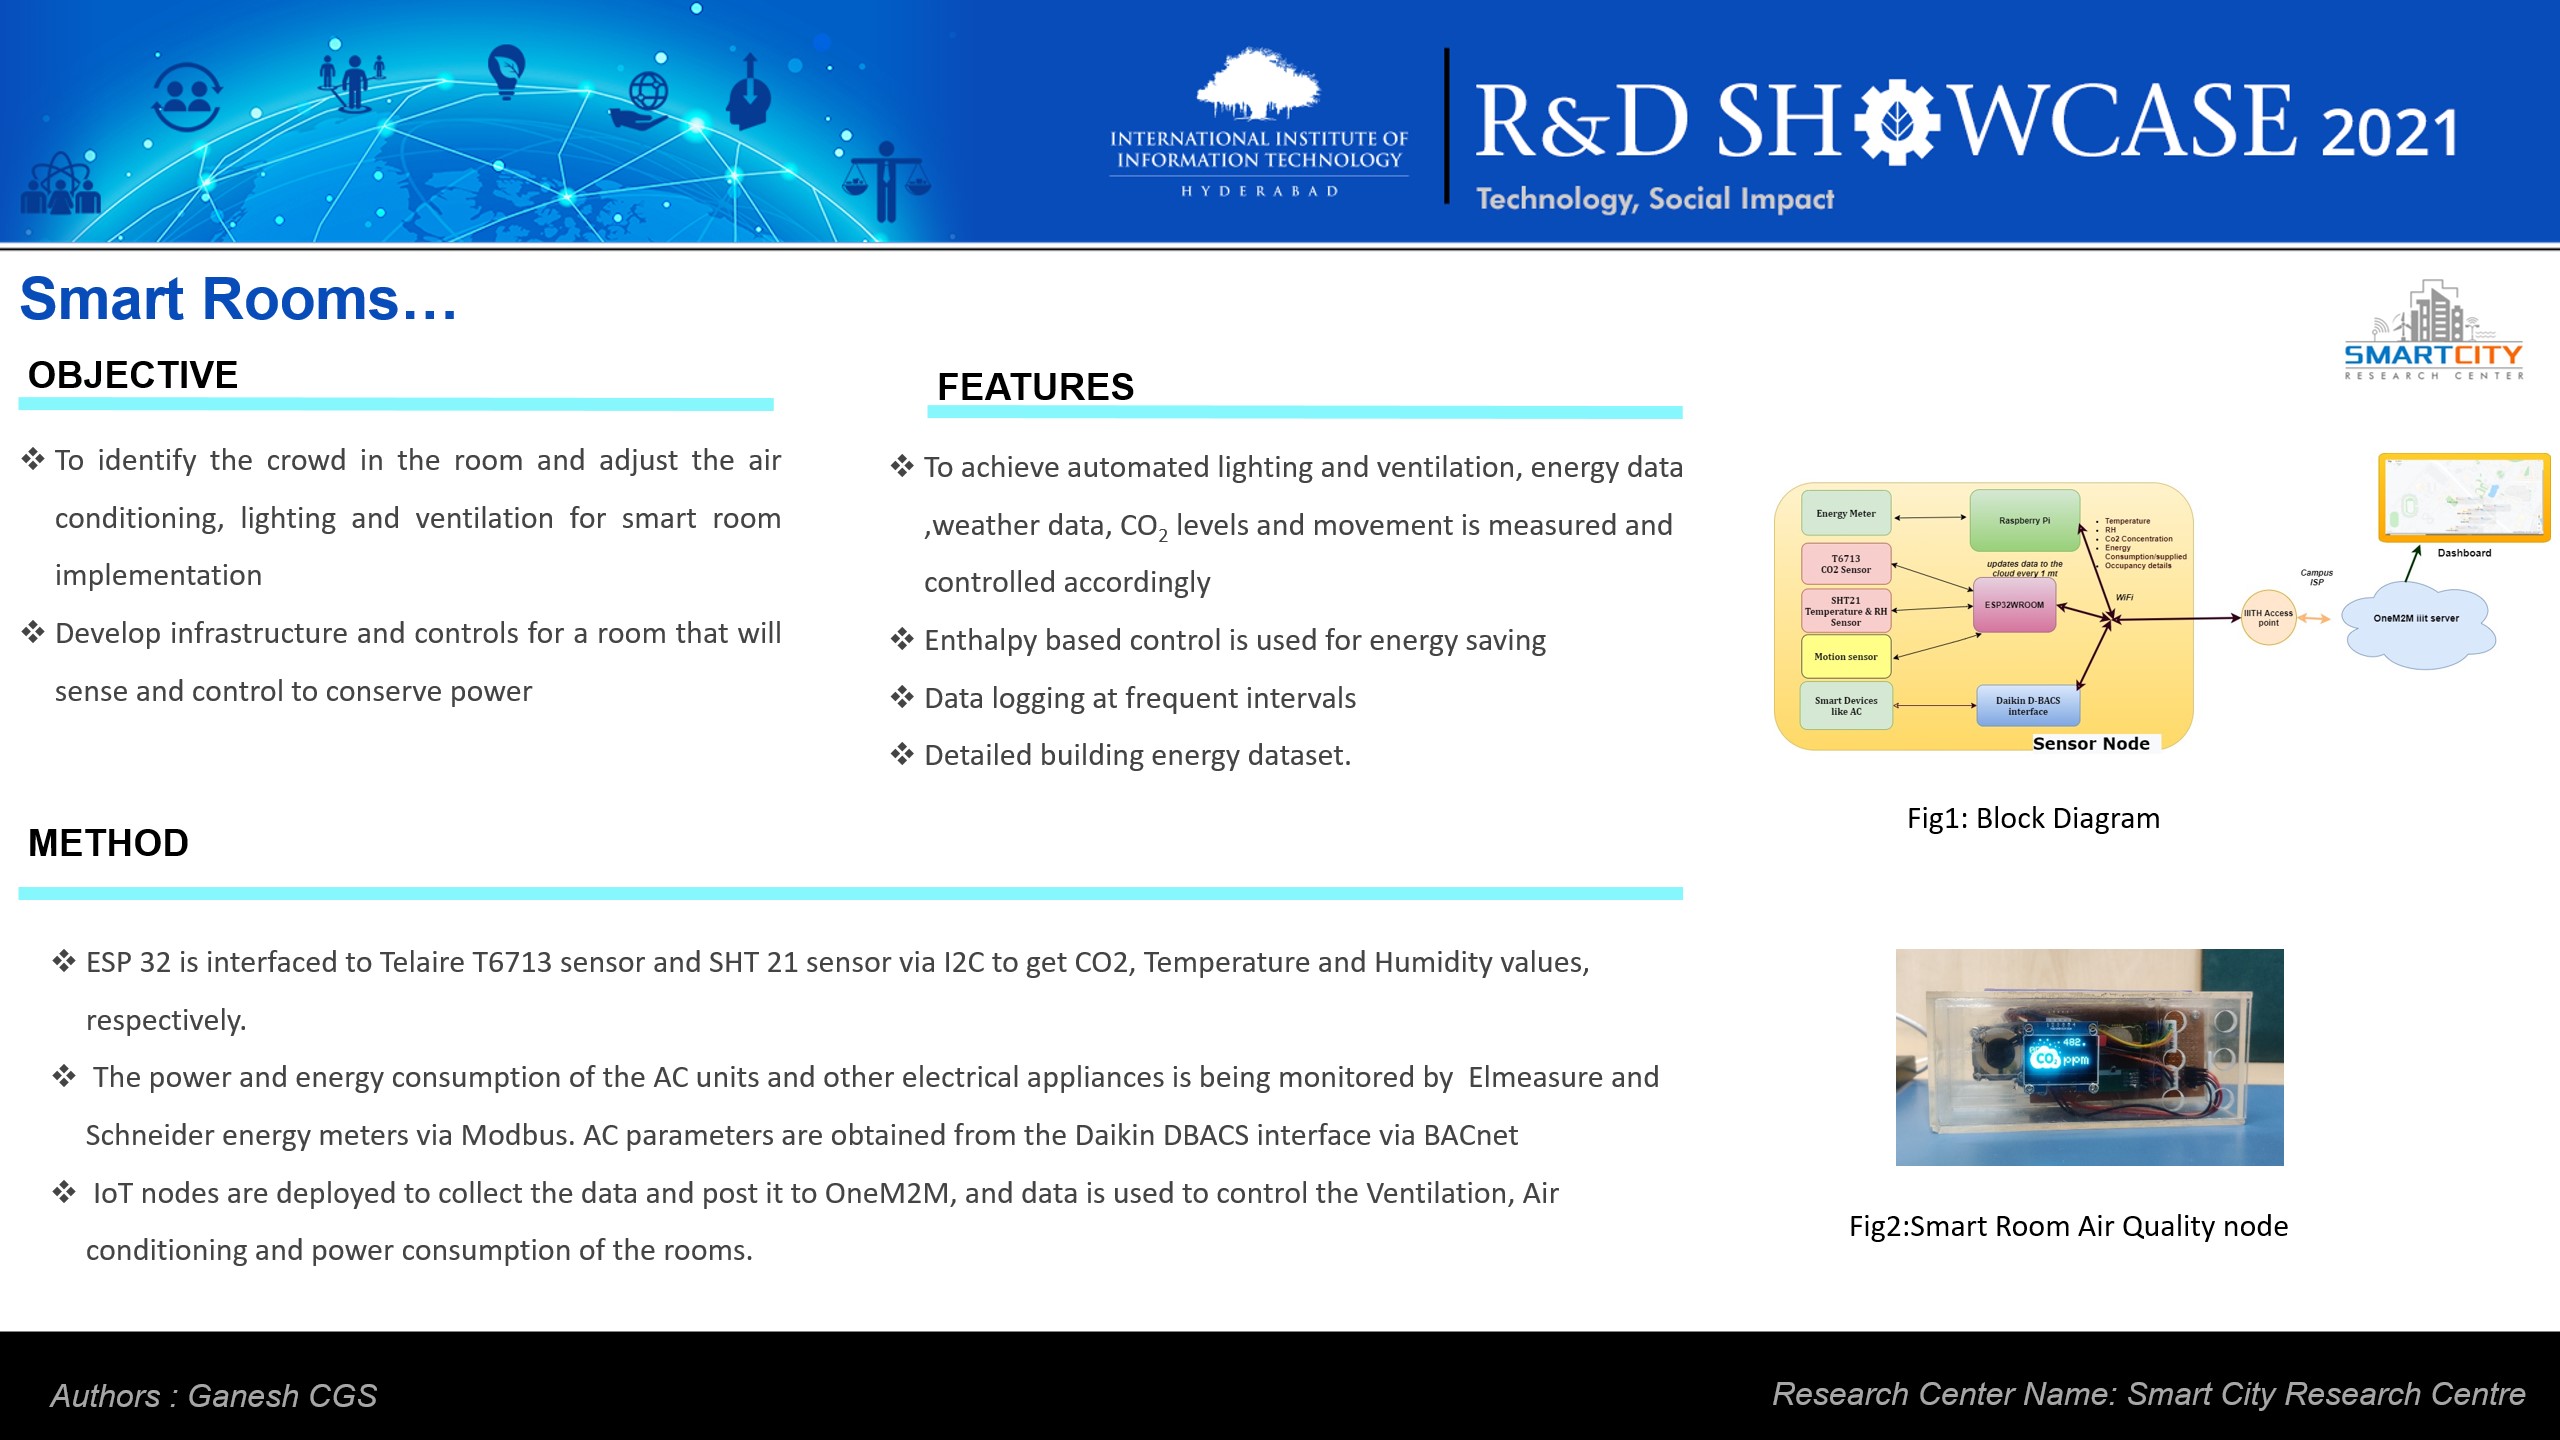 INTERNATIONAL INSTITUTE OF
INFORMATION TECHNOLOGY
HYDERABAD
R&D SHOWCASE 2021
Technology, Social Impact
Smart Rooms...
SMARTCITY
RESEARCH CENTER
OBJECTIVE
❖ To identify the crowd in the room and adjust the air
conditioning, lighting and ventilation for smart room
implementation
❖ Develop infrastructure and controls for a room that will
sense and control to conserve power
FEATURES
❖ To achieve automated lighting and ventilation, energy data
,weather data, CO₂ levels and movement is measured and
controlled accordingly
❖ Enthalpy based control is used for energy saving
❖ Data logging at frequent intervals
❖ Detailed building energy dataset.
Energy Meter
T6713
CO2 Sensor
SHT21
Temperature & RH
Sensor
Motion sensor
Smart Devices
like AC
Raspberry Pi
updates data to the
cloud every 1 mt
ESP32WROOM
Daikin D-BACS
interface
• Temperature
• RH
• Co2 Concentration
• Energy
Consumption/supplied
• Occupancy details
WiFi
Sensor Node
IIITH Access
point
Campus
ISP
OneM2M iiit server
Dashboard
Fig1: Block Diagram
METHOD
❖ ESP 32 is interfaced to Telaire T6713 sensor and SHT 21 sensor via I2C to get CO2, Temperature and Humidity values,
respectively.
❖ The power and energy consumption of the AC units and other electrical appliances is being monitored by Elmeasure and
Schneider energy meters via Modbus. AC parameters are obtained from the Daikin DBACS interface via BACnet
❖ IoT nodes are deployed to collect the data and post it to OneM2M, and data is used to control the Ventilation, Air
conditioning and power consumption of the rooms.
482.
CO₂ ppm
Fig2:Smart Room Air Quality node
Authors : Ganesh CGS
Research Center Name: Smart City Research Centre